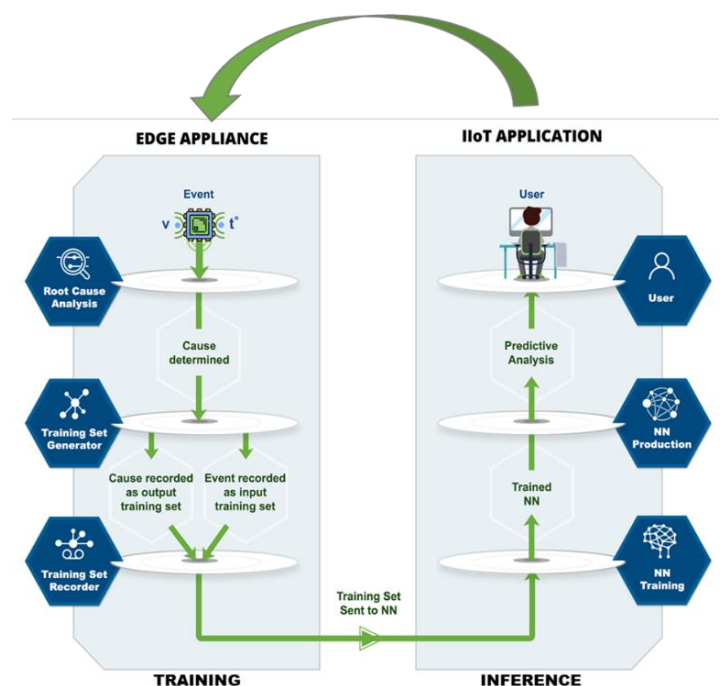 EDGE APPLIANCE
IIoT APPLICATION
Event
v t°
User
Root Cause
Analysis
User
Cause
determined
Predictive
Analysis
Training Set
Generator
NN
Production
Cause recorded
as output
training set
Event recorded
as input
training set
Trained
NN
Training Set
Recorder
NN
Training
Training Set
Sent to NN
TRAINING
INFERENCE